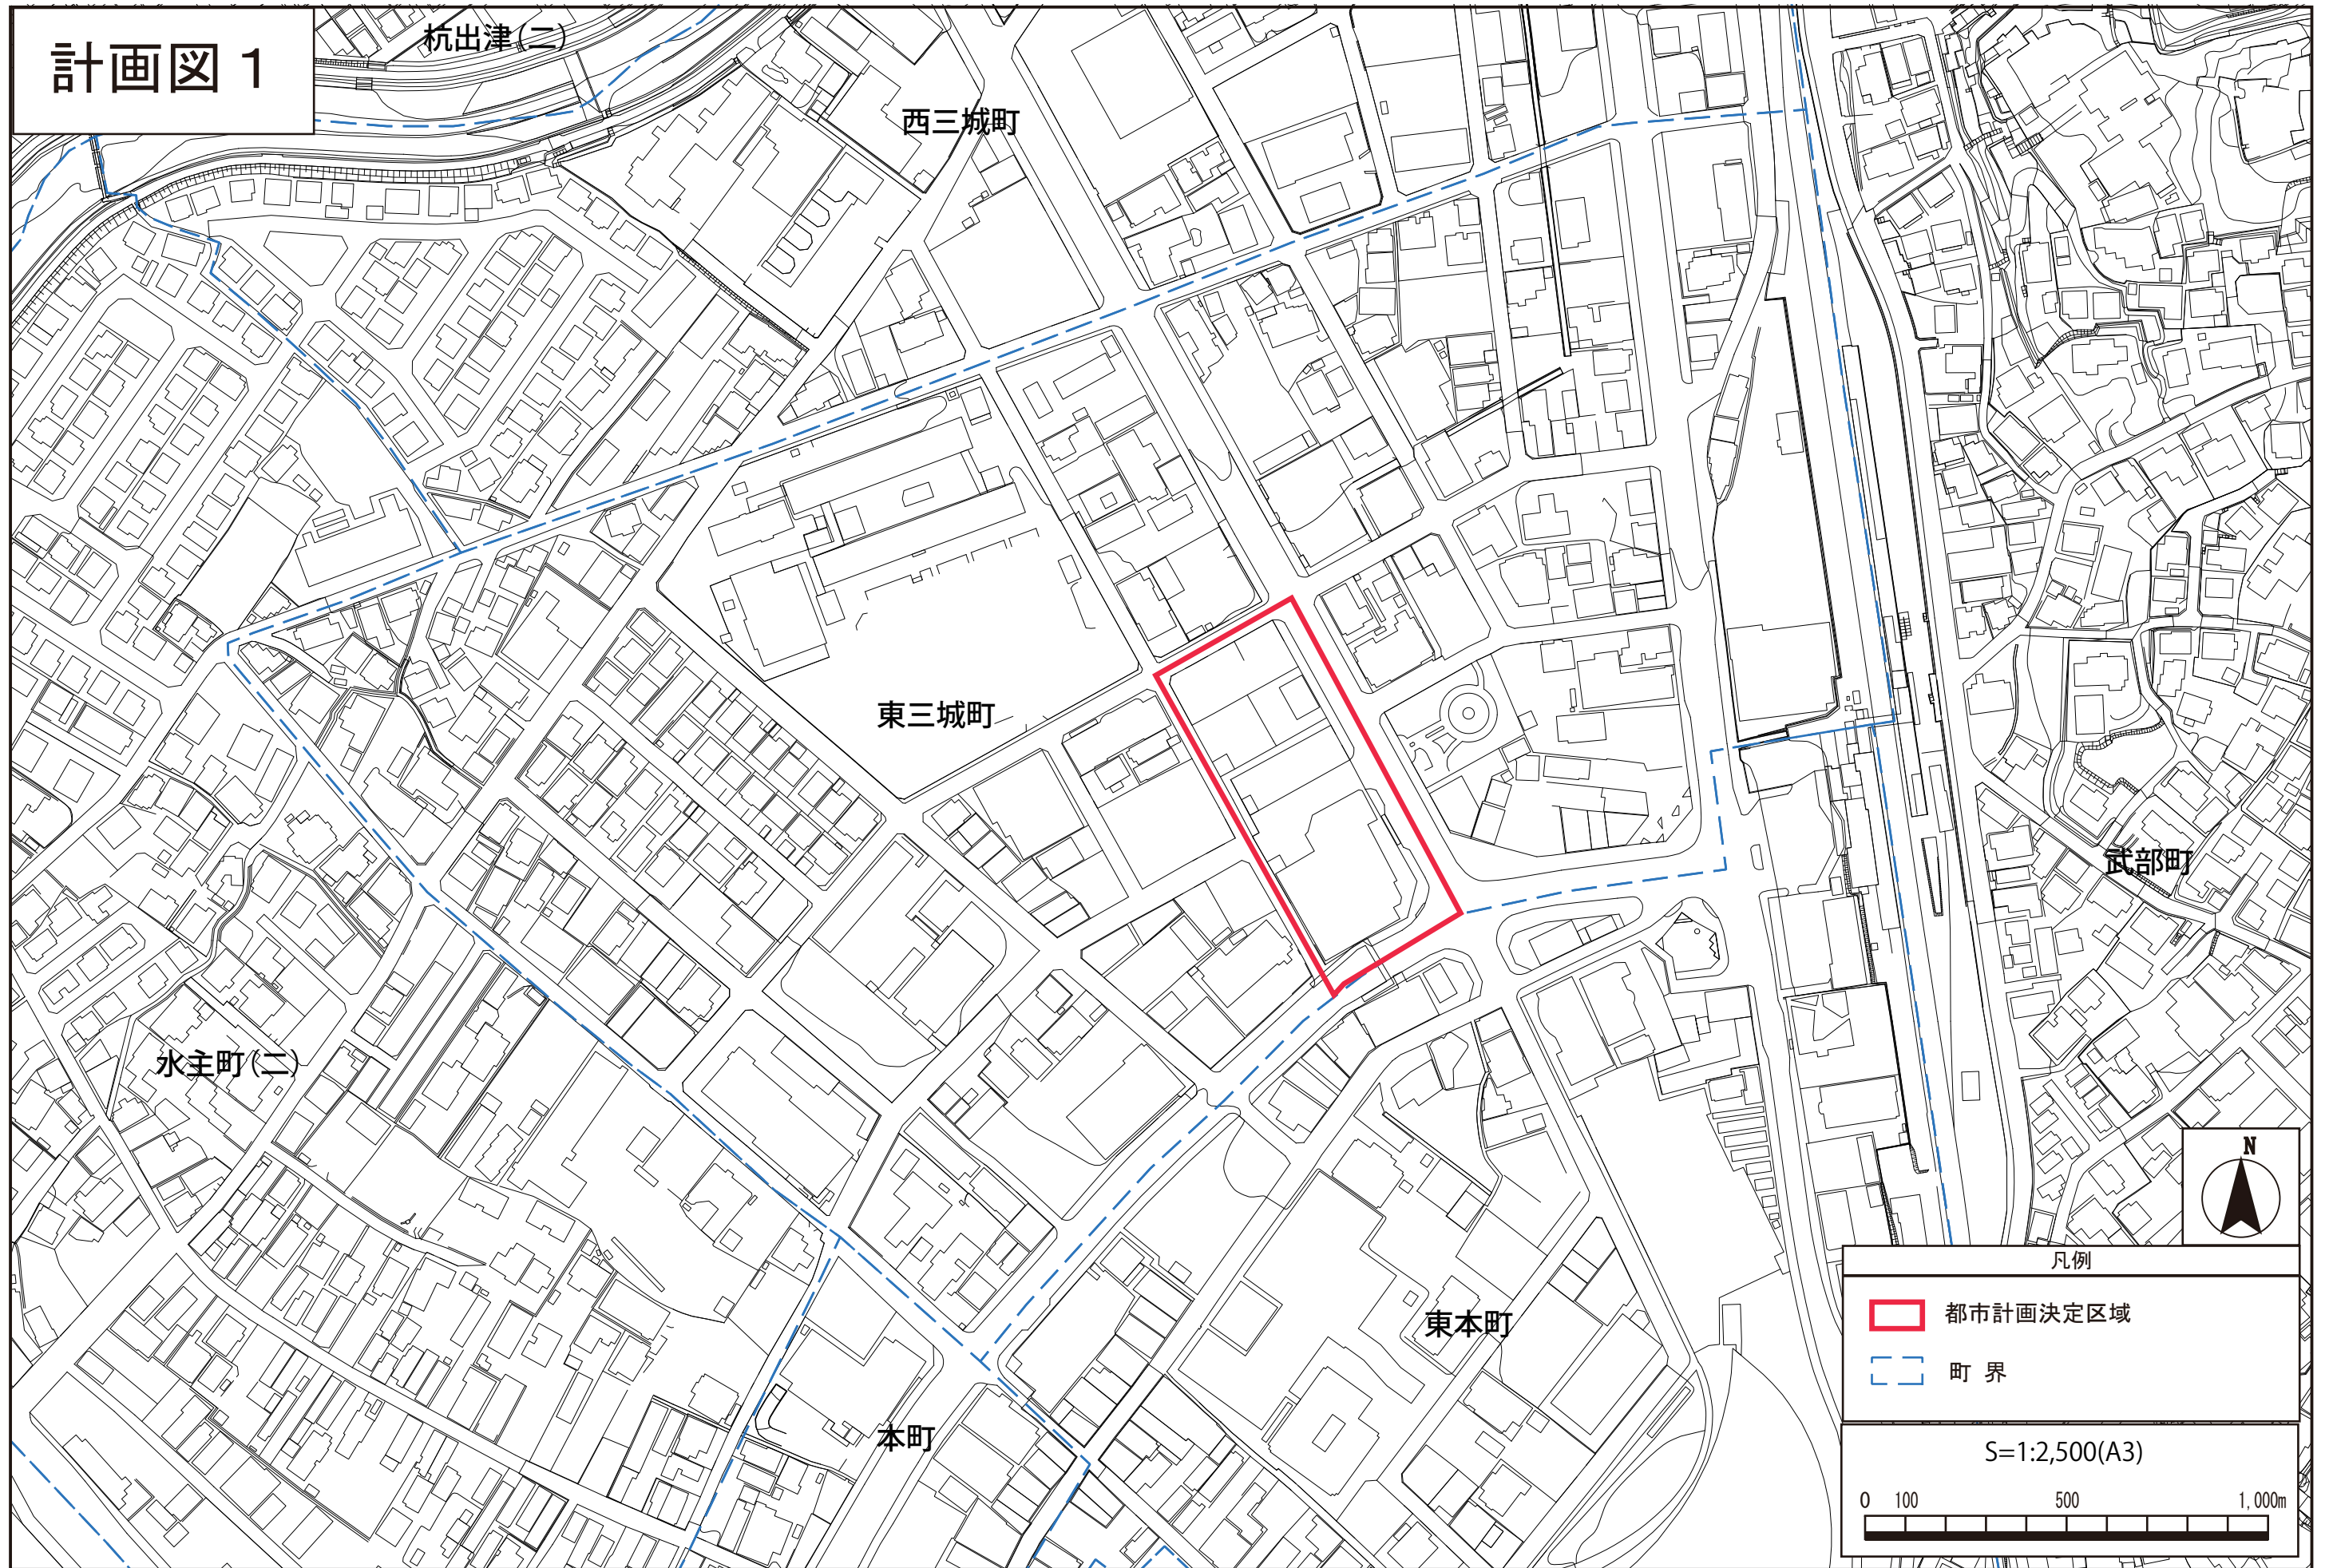 計画図１
杭出津(二)
西三城町
東三城町
武部町
水主町(二)
東本町
本町
N
凡例
都市計画決定区域
町 界
S=1:2,500(A3)
0 100 500 1,000m